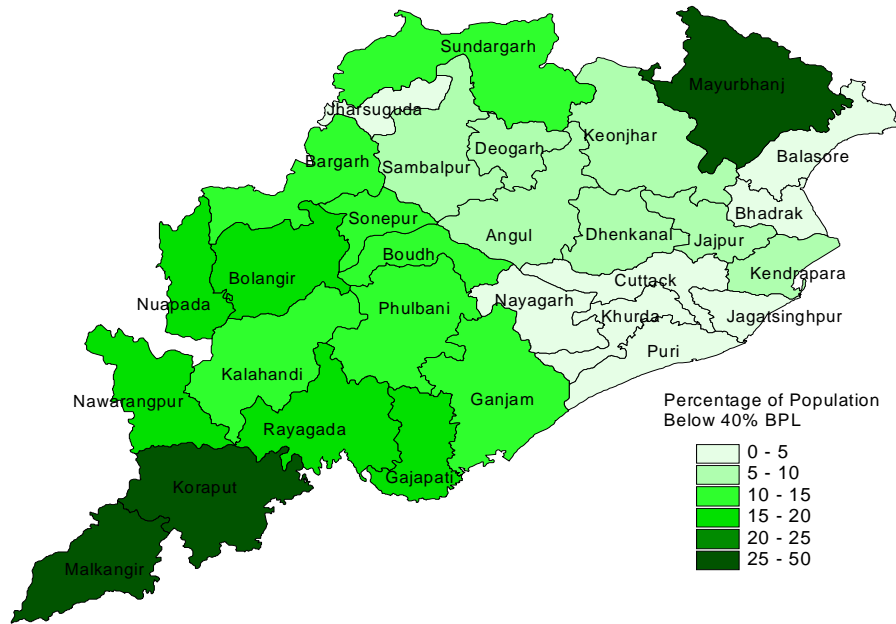 Sundargarh
Mayurbhanj
Jharsuguda
Keonjhar
Deogarh
Balasore
Bargarh
Sambalpur
Bhadrak
Sonepur
Angul
Dhenkanal
Jajpur
Boudh
Bolangir
Cuttack
Kendrapara
Nuapada
Phulbani
Nayagarh
Khurda
Jagatsinghpur
Puri
Kalahandi
Nawarangpur
Ganjam
Rayagada
Gajapati
Koraput
Malkangir
Percentage of Population
Below 40% BPL
0 - 5
5 - 10
10 - 15
15 - 20
20 - 25
25 - 50